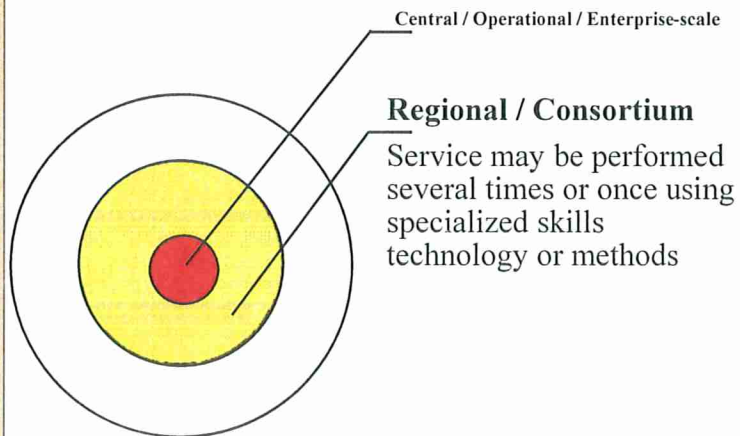 Central / Operational / Enterprise-scale
Regional / Consortium
Service may be performed
several times or once using
specialized skills
technology or methods